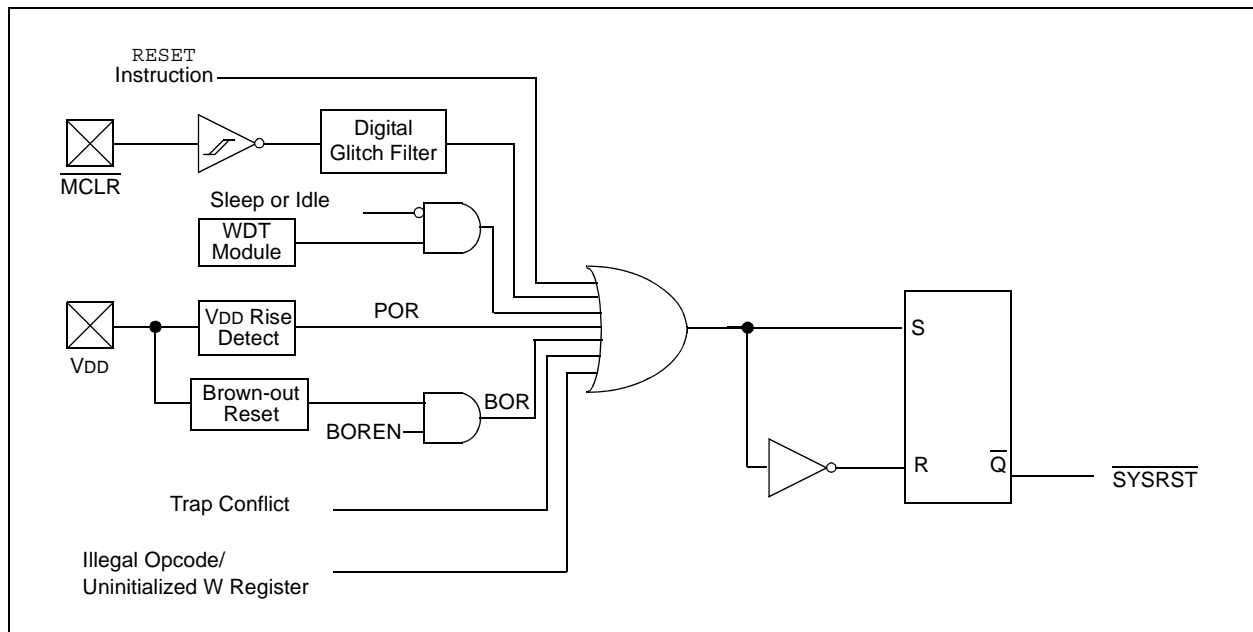 RESET
Instruction
Digital
Glitch Filter
MCLR
Sleep or Idle
WDT
Module
VDD Rise
Detect
POR
VDD
Brown-out
Reset
BOR
BOREN
S
R
Q
SYSRST
Trap Conflict
Illegal Opcode/
Uninitialized W Register